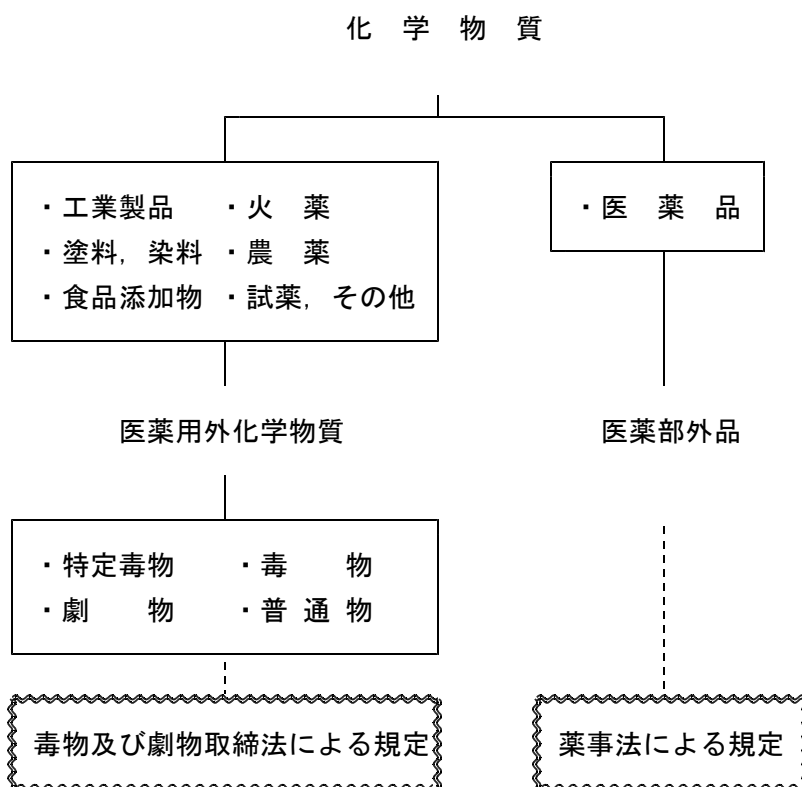 化 学 物 質
・工業製品 ・火 薬
・塗料，染料 ・農 薬
・食品添加物 ・試薬，その他
・医 薬 品
医薬用外化学物質
医薬部外品
・特定毒物 ・毒 物
・劇 物 ・普 通 物
毒物及び劇物取締法による規定
薬事法による規定